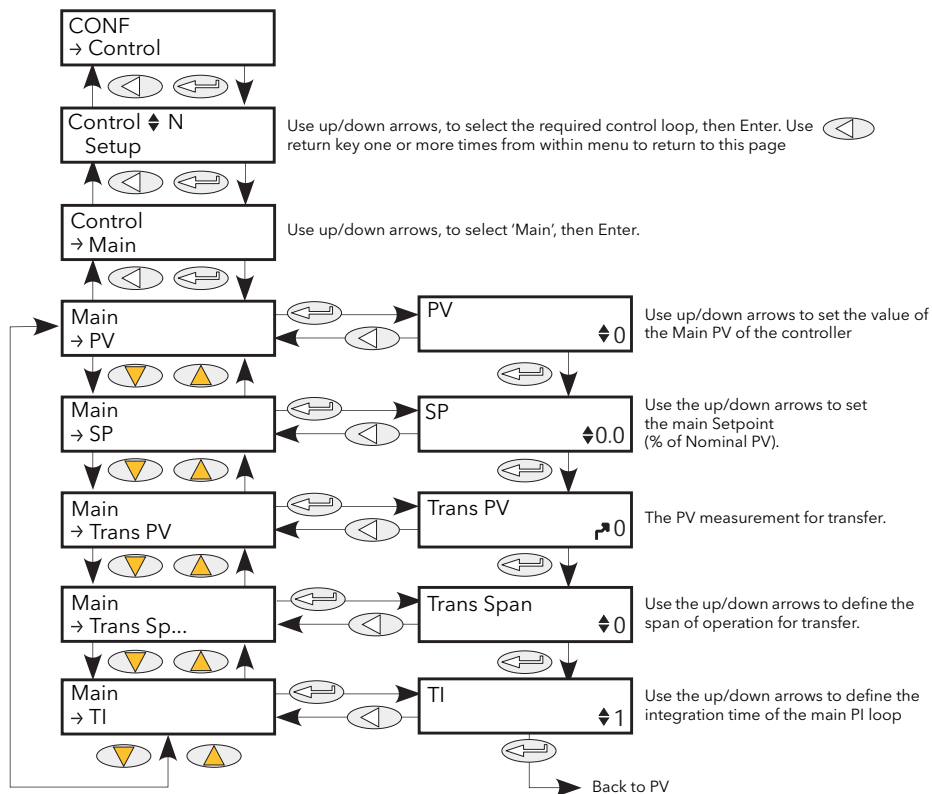 CONF
→ Control
Control ♦ N
Setup
Use up/down arrows, to select the required control loop, then Enter. Use
return key one or more times from within menu to return to this page
Control
→ Main
Use up/down arrows, to select 'Main', then Enter.
Main
→ PV
PV
♦0
Use up/down arrows to set the value of
the Main PV of the controller
Main
→ SP
SP
♦0.0
Use the up/down arrows to set
the main Setpoint
(% of Nominal PV).
Main
→ Trans PV
Trans PV
0
The PV measurement for transfer.
Main
→ Trans Sp...
Trans Span
♦0
Use the up/down arrows to define the
span of operation for transfer.
Main
→ TI
TI
♦1
Use the up/down arrows to define the
integration time of the main PI loop
Back to PV